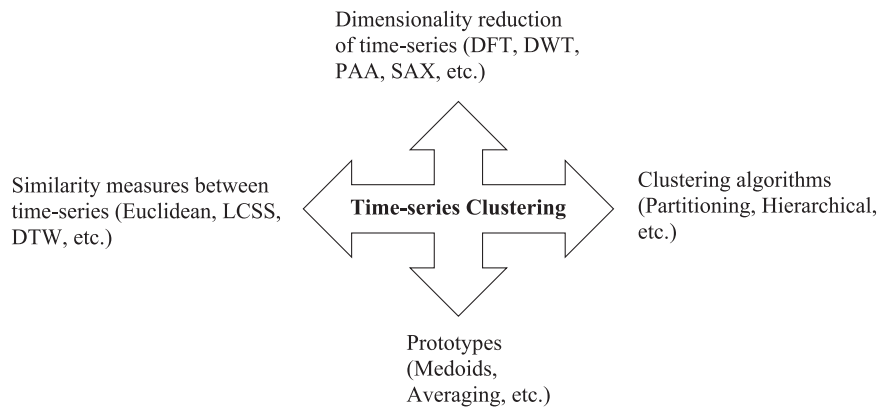 Dimensionality reduction
of time-series (DFT, DWT,
PAA, SAX, etc.)
Similarity measures between
time-series (Euclidean, LCSS,
DTW, etc.)
Time-series Clustering
Clustering algorithms
(Partitioning, Hierarchical,
etc.)
Prototypes
(Medoids,
Averaging, etc.)